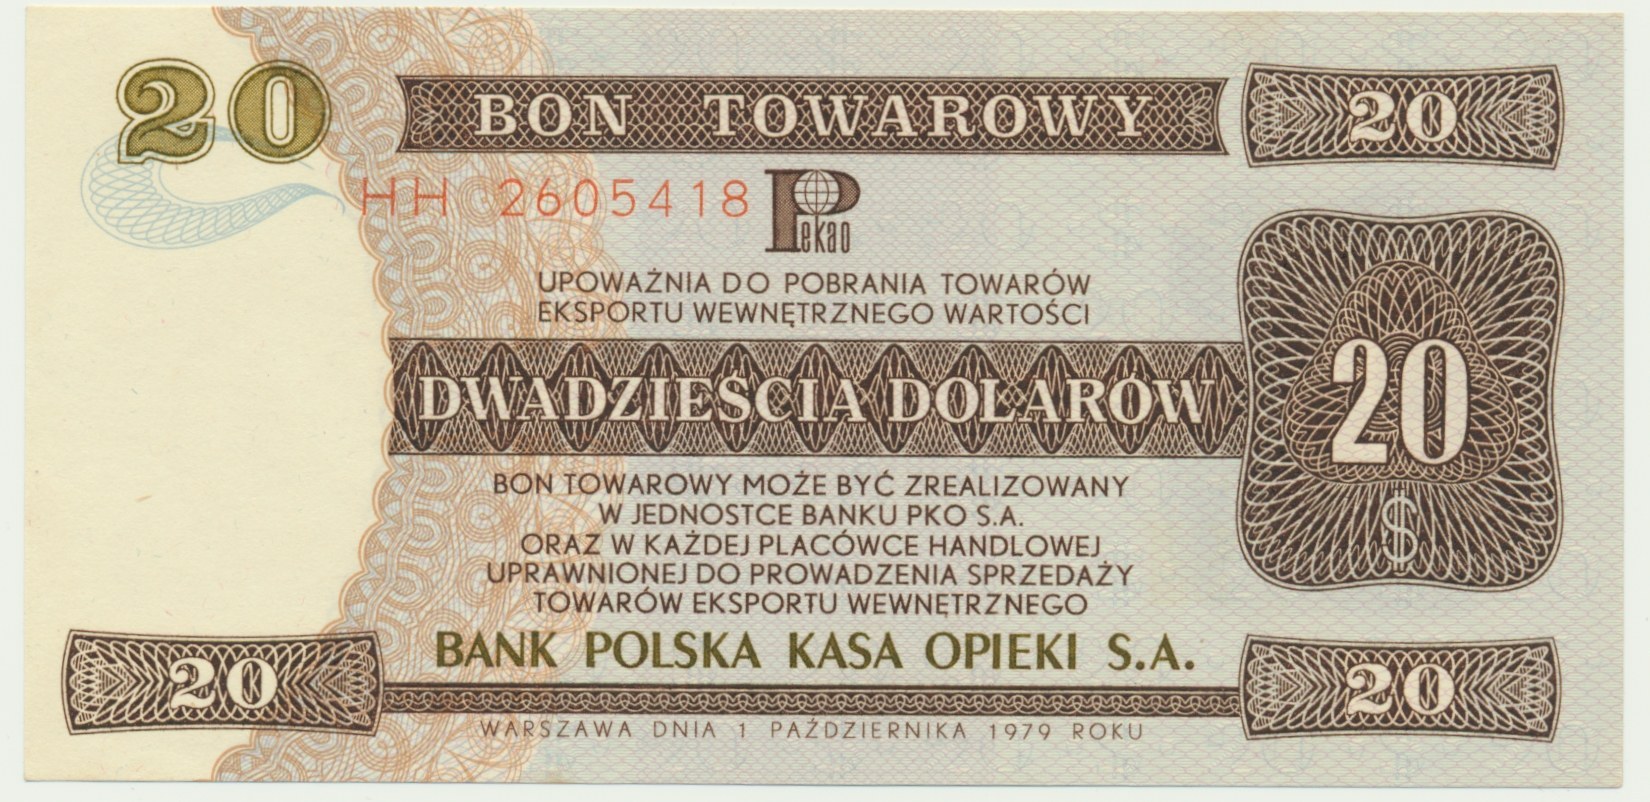 20
BON TOWAROWY
20
HH 2605418
Pekao
UPOWAŻNIA DO POBRANIA TOWARÓW
EKSPORTU WEWNĘTRZNEGO WARTOŚCI
DWADZIEŚCIA DOLARÓW
20
$
BON TOWAROWY MOŻE BYĆ ZREALIZOWANY
W JEDNOSTCE BANKU PKO S.A.
ORAZ W KAŻDEJ PLACÓWCE HANDLOWEJ
UPRAWNIONEJ DO PROWADZENIA SPRZEDAŻY
TOWARÓW EKSPORTU WEWNĘTRZNEGO
BANK POLSKA KASA OPIEKI S.A.
20
20
WARSZAWA DNIA 1 PAŹDZIERNIKA 1979 ROKU